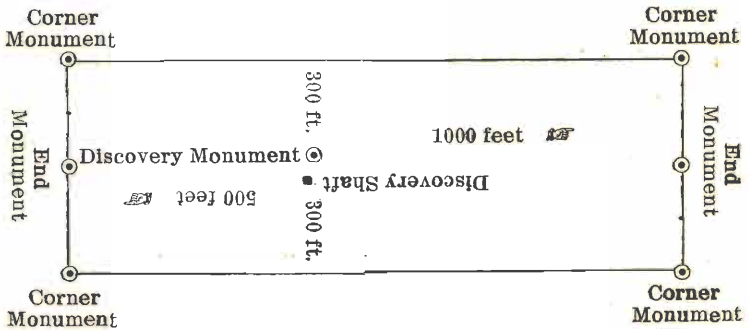 Corner
Monument
Corner
Monument
300 ft.
1000 feet
End
Monument
Discovery Monument
End
Monument
Discovery Shaft
500 feet
300 ft.
Corner
Monument
Corner
Monument